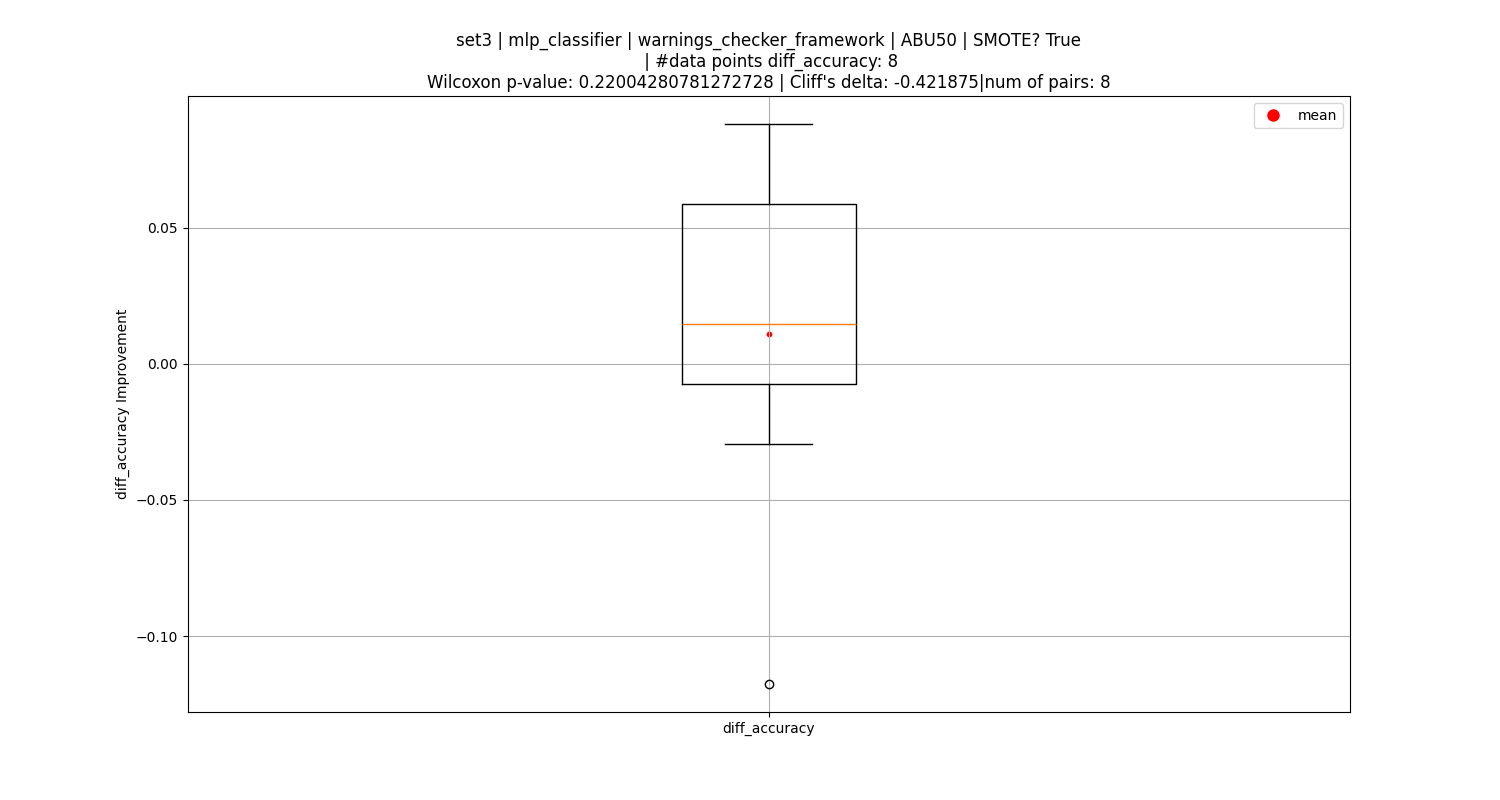 set3 | mlp_classifier | warnings_checker_framework | ABU50 | SMOTE? True
| #data points diff_accuracy: 8
Wilcoxon p-value: 0.22004280781272728 | Cliff's delta: -0.421875|num of pairs: 8
mean
0.05
0.00
−0.05
−0.10
diff_accuracy Improvement
diff_accuracy